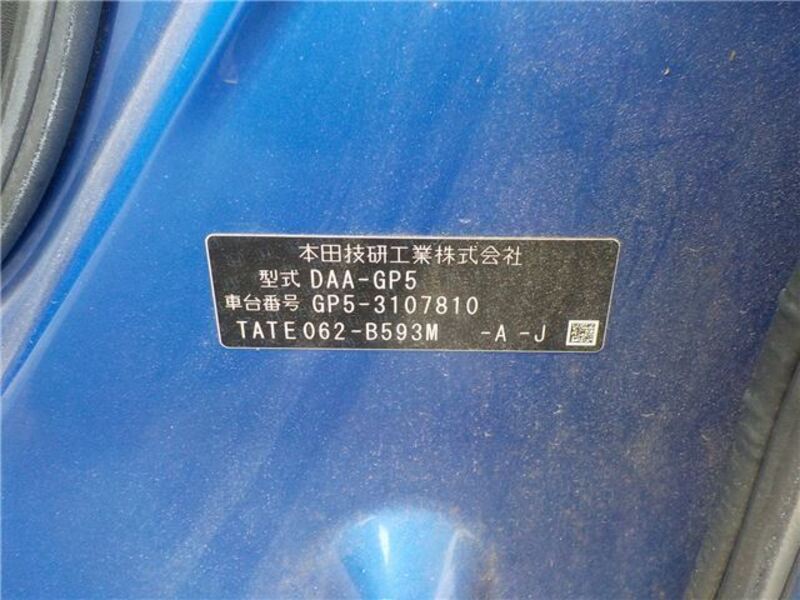 本田技研工業株式会社
型式 DAA-GP5
車台番号 GP5-3107810
TATE062-B593M -A -J